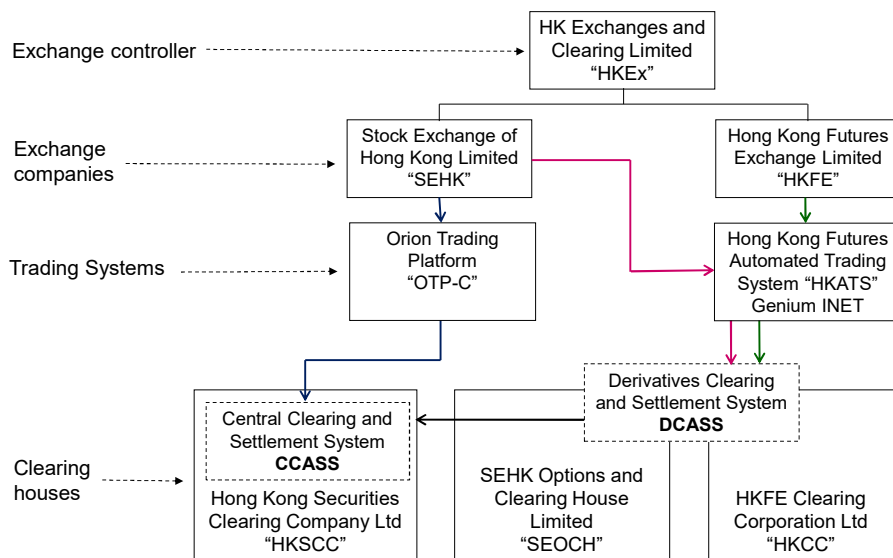 HK Exchanges and
Clearing Limited
“HKEx”
Exchange controller
Stock Exchange of
Hong Kong Limited
“SEHK”
Hong Kong Futures
Exchange Limited
“HKFE”
Exchange
companies
Orion Trading
Platform
“OTP-C”
Hong Kong Futures
Automated Trading
System “HKATS”
Genium INET
Trading Systems
Derivatives Clearing
and Settlement System
DCASS
Central Clearing and
Settlement System
CCASS
Clearing
houses
Hong Kong Securities
Clearing Company Ltd
“HKSCC”
SEHK Options and
Clearing House
Limited
“SEOCH”
HKFE Clearing
Corporation Ltd
“HKCC”